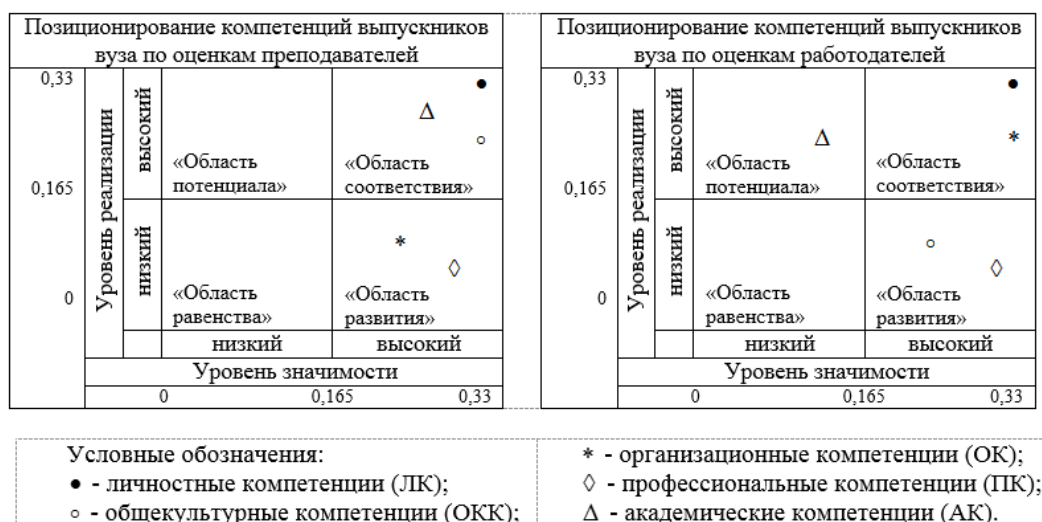 Позиционирование компетенций выпускников
вуза по оценкам преподавателей
0,33
0,165
0
Уровень реализации
высокий
низкий
«Область
потенциала»
«Область
соответствия»
«Область
равенства»
«Область
развития»
низкий
высокий
Уровень значимости
0
0,165
0,33
Позиционирование компетенций выпускников
вуза по оценкам работодателей
0,33
0,165
0
Уровень реализации
высокий
низкий
«Область
потенциала»
«Область
соответствия»
«Область
равенства»
«Область
развития»
низкий
высокий
Уровень значимости
0
0,165
0,33
Условные обозначения:
● - личностные компетенции (ЛК);
○ - общекультурные компетенции (ОКК);
* - организационные компетенции (ОК);
◊ - профессиональные компетенции (ПК);
Δ - академические компетенции (АК).